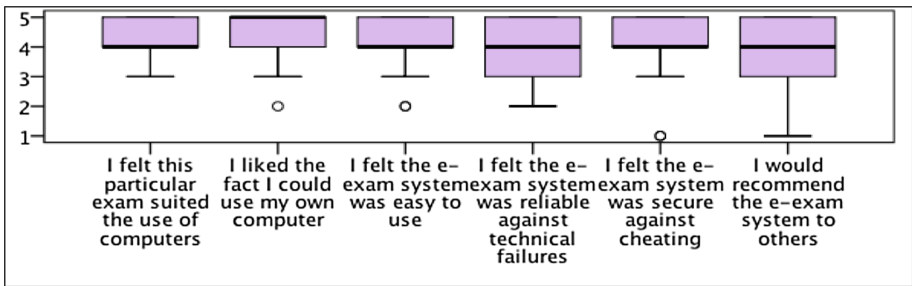 5
4
3
2
1
I felt this
particular
exam suited
the use of
computers
I liked the
fact I could
use my own
computer
I felt the e-
exam system
was easy to
use
I felt the e-
exam system
was reliable
against
technical
failures
I felt the e-
exam system
was secure
against
cheating
I would
recommend
the e-exam
system to
others